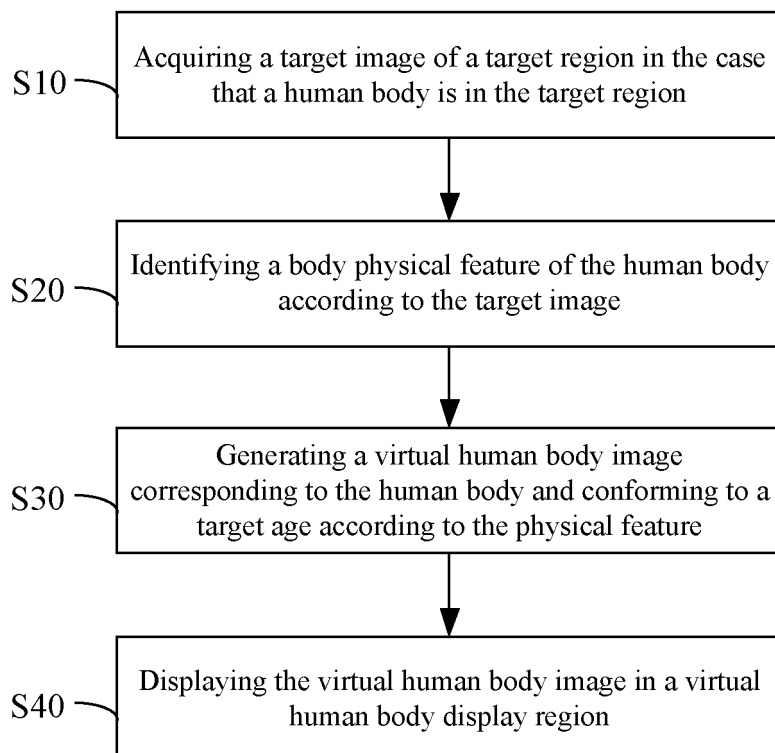 S10
Acquiring a target image of a target region in the case
that a human body is in the target region
S20
Identifying a body physical feature of the human body
according to the target image
S30
Generating a virtual human body image
corresponding to the human body and conforming to a
target age according to the physical feature
S40
Displaying the virtual human body image in a virtual
human body display region